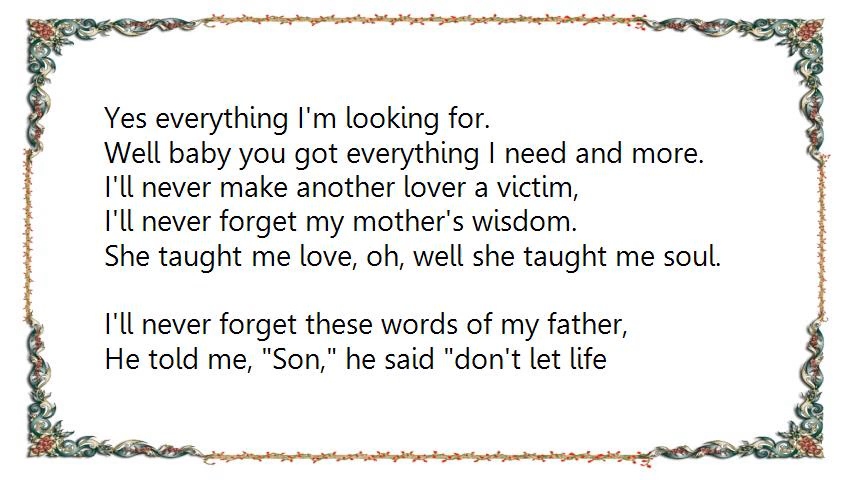 Yes everything I'm looking for.
Well baby you got everything I need and more.
I'll never make another lover a victim,
I'll never forget my mother's wisdom.
She taught me love, oh, well she taught me soul.
I'll never forget these words of my father,
He told me, "Son," he said "don't let life